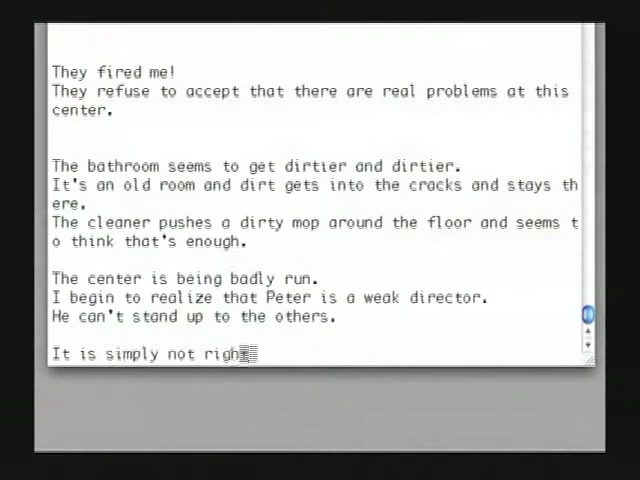 They fired me!
They refuse to accept that there are real problems at this
center.
The bathroom seems to get dirtier and dirtier.
It's an old room and dirt gets into the cracks and stays th
ere.
The cleaner pushes a dirty mop around the floor and seems t
o think that's enough.
The center is being badly run.
I begin to realize that Peter is a weak director.
He can't stand up to the others.
It is simply not right